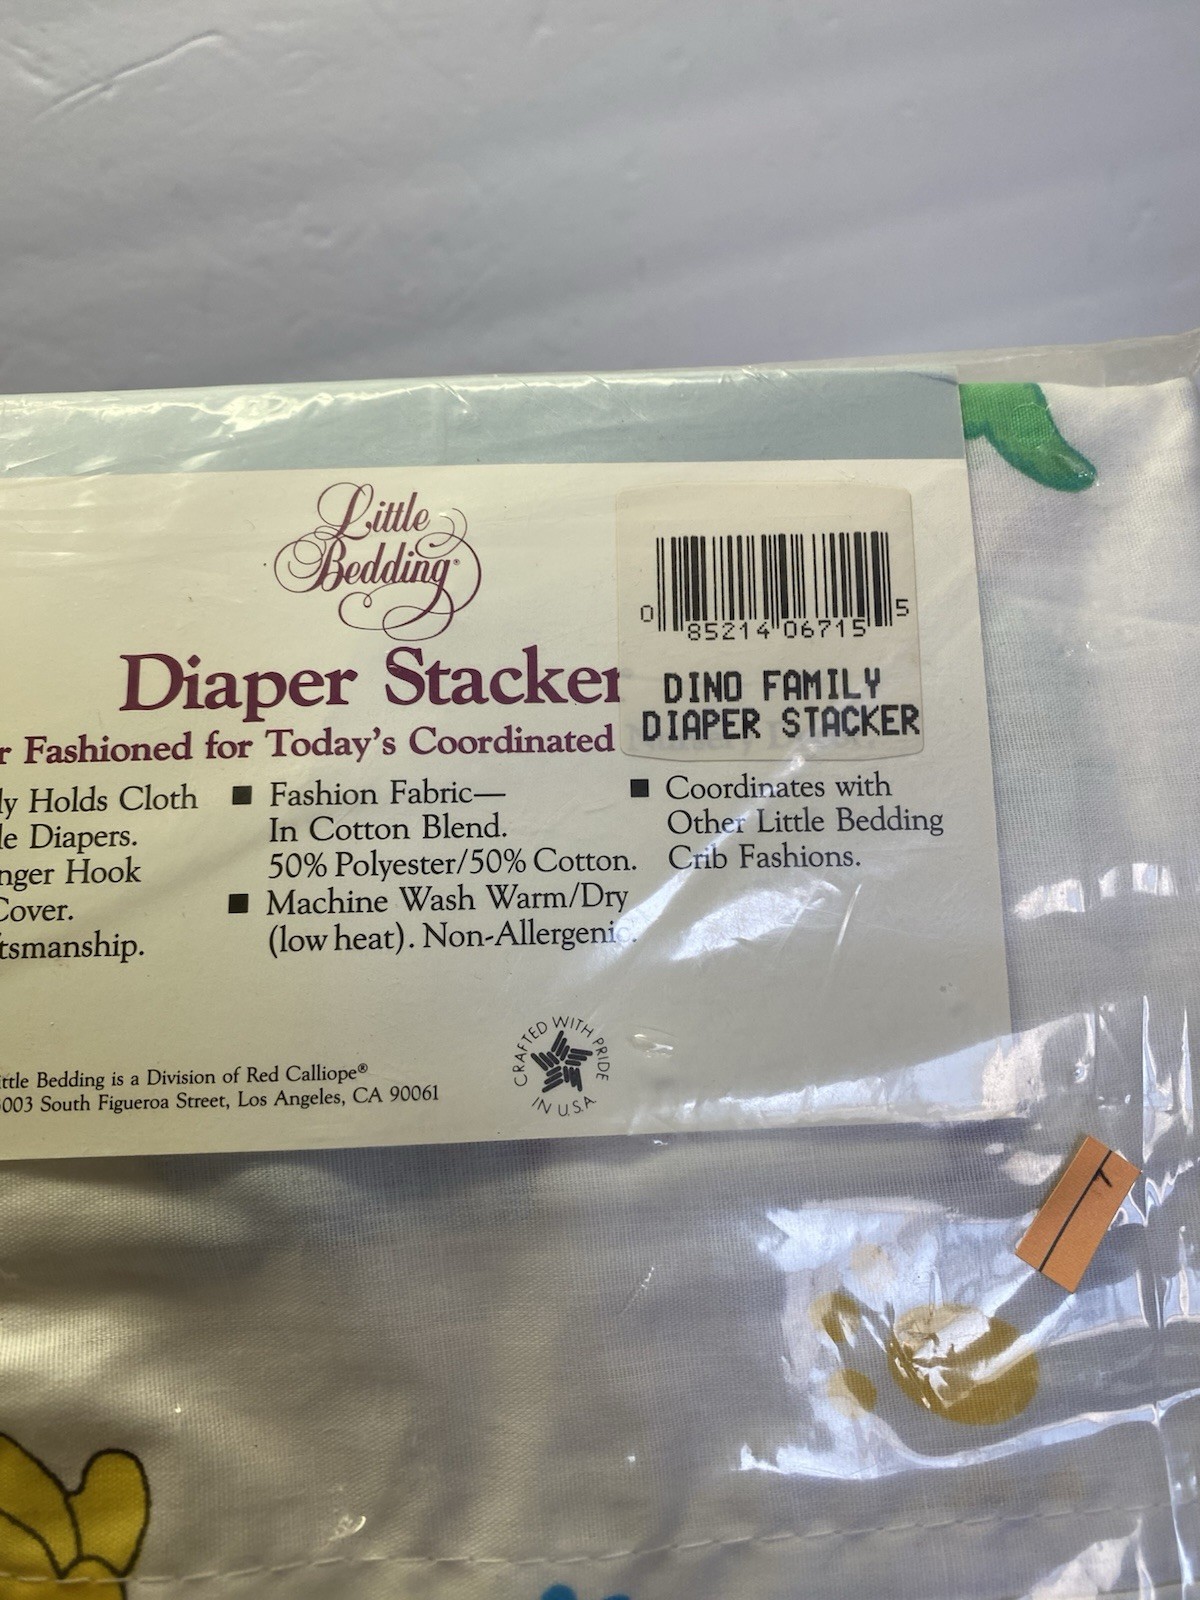 Little
Bedding®
Diaper Stacker
r Fashioned for Today's Coordinated
ly Holds Cloth
le Diapers.
nger Hook
Cover.
tsmanship.
■ Fashion Fabric—
In Cotton Blend.
50% Polyester/50% Cotton.
■ Machine Wash Warm/Dry
(low heat). Non-Allergenic.
■ Coordinates with
Other Little Bedding
Crib Fashions.
0 85214 06715 5
DINO FAMILY
DIAPER STACKER
ittle Bedding is a Division of Red Calliope®
3003 South Figueroa Street, Los Angeles, CA 90061
CRAFTED WITH PRIDE
IN U.S.A